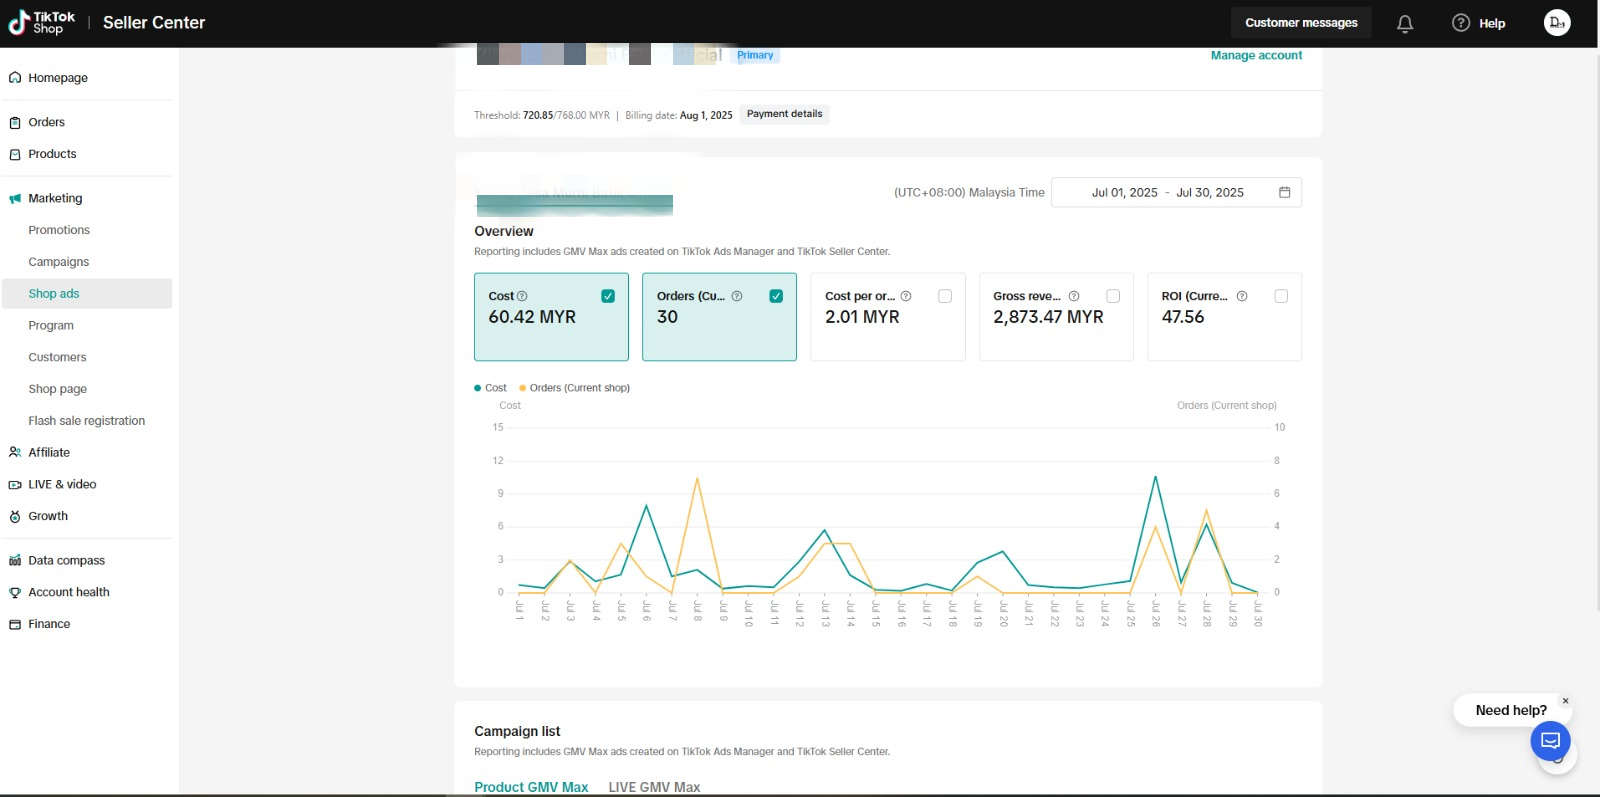 TikTok
Shop
Seller Center
Customer messages
Help
Homepage
Orders
Products
Marketing
Promotions
Campaigns
Shop ads
Program
Customers
Shop page
Flash sale registration
Affiliate
LIVE & video
Growth
Data compass
Account health
Finance
Primary
Manage account
Threshold: 720.85/768.00 MYR | Billing date: Aug 1, 2025 Payment details
(UTC+08:00) Malaysia Time Jul 01, 2025 - Jul 30, 2025
Overview
Reporting includes GMV Max ads created on TikTok Ads Manager and TikTok Seller Center.
Cost
60.42 MYR
Orders (Cu...
30
Cost per or...
2.01 MYR
Gross reve...
2,873.47 MYR
ROI (Curre...
47.56
Cost Orders (Current shop)
Cost Orders (Current shop)
15 10
12 8
9 6
6 4
3 2
0 0
Jul 1 Jul 2 Jul 3 Jul 4 Jul 5 Jul 6 Jul 7 Jul 8 Jul 9 Jul 10 Jul 11 Jul 12 Jul 13 Jul 14 Jul 15 Jul 16 Jul 17 Jul 18 Jul 19 Jul 20 Jul 21 Jul 22 Jul 23 Jul 24 Jul 25 Jul 26 Jul 27 Jul 28 Jul 29 Jul 30
Campaign list
Reporting includes GMV Max ads created on TikTok Ads Manager and TikTok Seller Center.
Product GMV Max LIVE GMV Max
Need help?